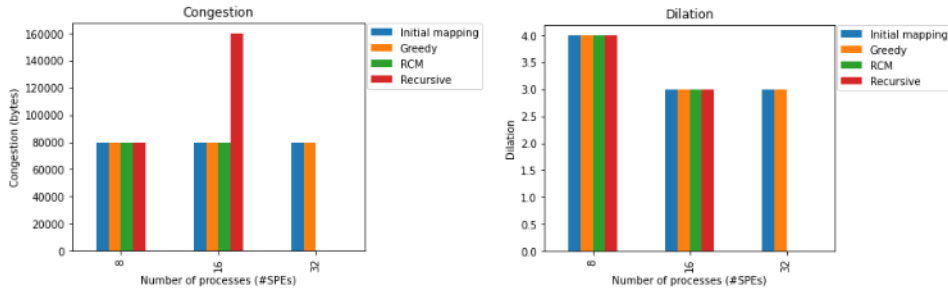 Congestion
Initial mapping
Greedy
RCM
Recursive
Congestion (bytes)
160000
140000
120000
100000
80000
60000
40000
20000
0
8
16
32
Number of processes (#SPEs)
Dilation
Initial mapping
Greedy
RCM
Recursive
Dilation
4.0
3.5
3.0
2.5
2.0
1.5
1.0
0.5
0.0
8
16
32
Number of processes (#SPEs)